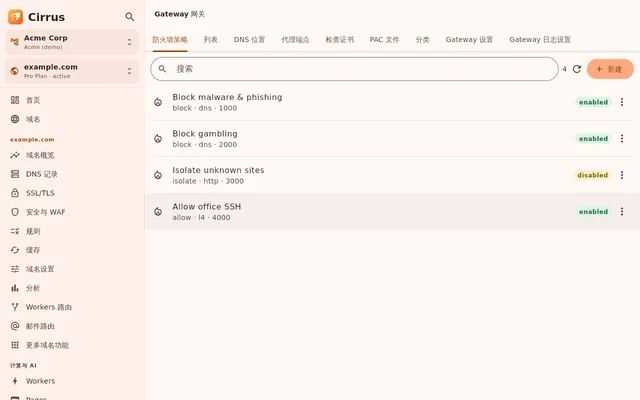 Cirrus
Acme Corp
Acme (demo)
example.com
Pro Plan · active
首页
域名
example.com
域名概览
DNS 记录
SSL/TLS
安全与 WAF
规则
缓存
域名设置
分析
Workers 路由
邮件路由
更多域名功能
计算与 AI
Workers
Pages
Gateway 网关
防火墙策略 列表 DNS 位置 代理端点 检查证书 PAC 文件 分类 Gateway 设置 Gateway 日志设置
搜索 4 新建
Block malware & phishing
block · dns · 1000
enabled
Block gambling
block · dns · 2000
enabled
Isolate unknown sites
isolate · http · 3000
disabled
Allow office SSH
allow · l4 · 4000
enabled